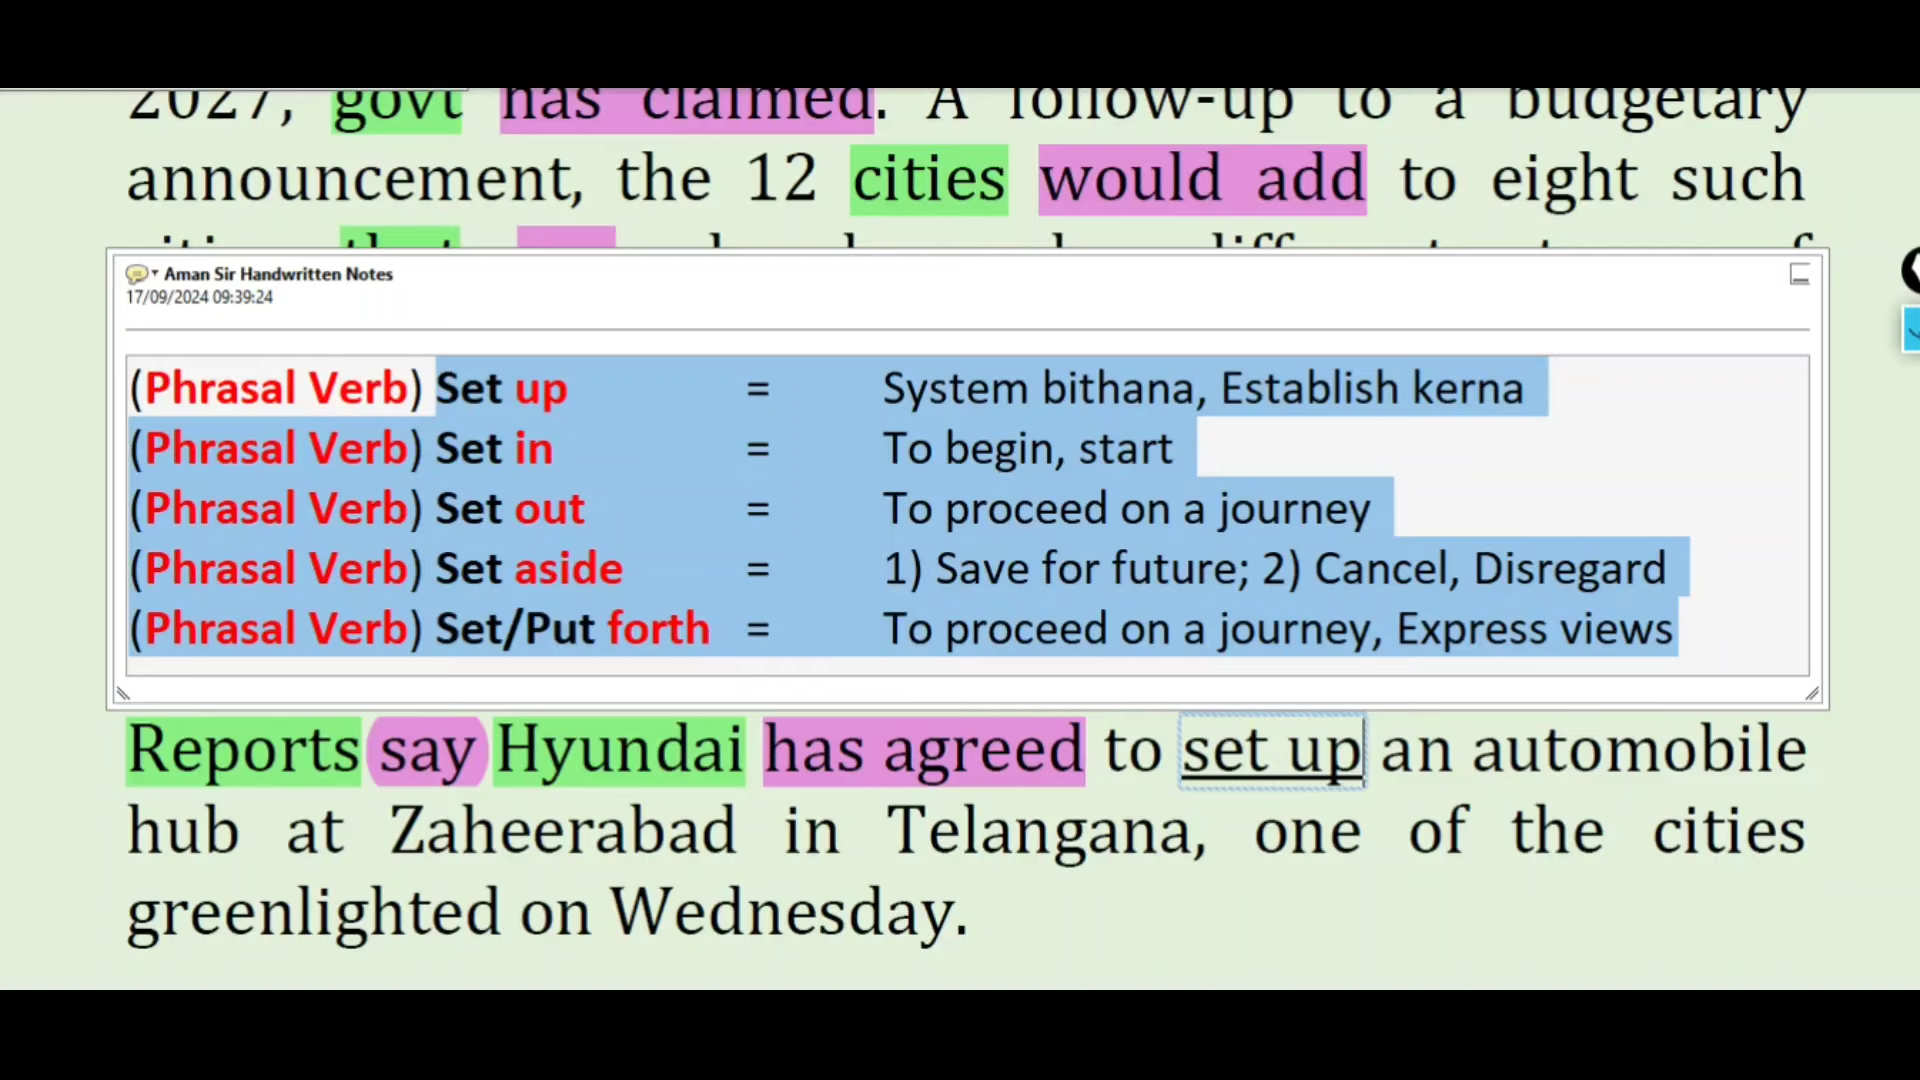 2027, govt has claimed. A follow-up to a budgetary
announcement, the 12 cities would add to eight such
Aman Sir Handwritten Notes
17/09/2024 09:39:24
(Phrasal Verb) Set up = System bithana, Establish kerna
(Phrasal Verb) Set in = To begin, start
(Phrasal Verb) Set out = To proceed on a journey
(Phrasal Verb) Set aside = 1) Save for future; 2) Cancel, Disregard
(Phrasal Verb) Set/Put forth = To proceed on a journey, Express views
Reports say Hyundai has agreed to set up an automobile
hub at Zaheerabad in Telangana, one of the cities
greenlighted on Wednesday.